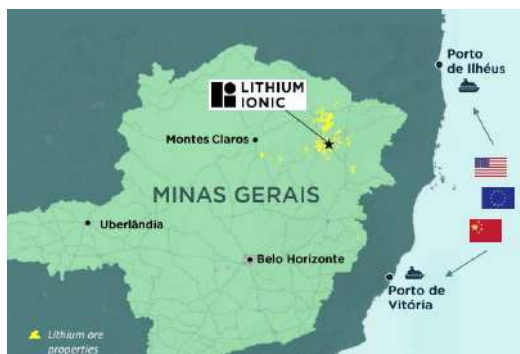 Porto
de Ilhéus
LITHIUM
IONIC
Montes Claros
MINAS GERAIS
Uberlândia
Belo Horizonte
Porto de
Vitória
Lithium ore
properties